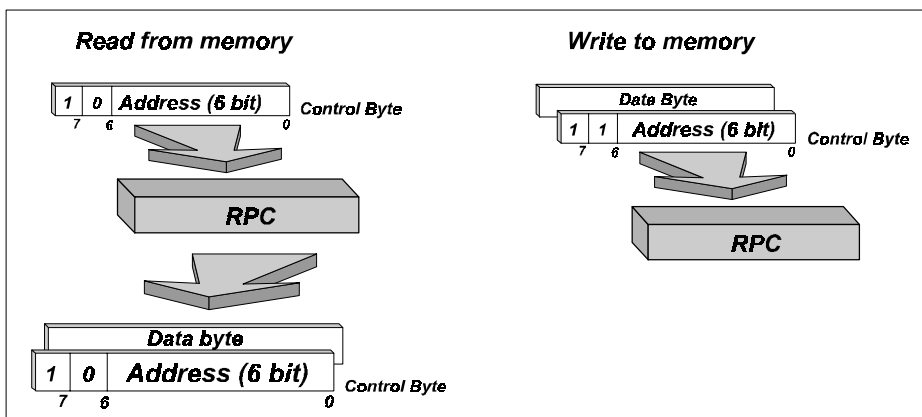 Read from memory
1 0 Address (6 bit) Control Byte
7 6 0
RPC
Data byte
1 0 Address (6 bit) Control Byte
7 6 0
Write to memory
Data Byte
1 1 Address (6 bit) Control Byte
7 6 0
RPC